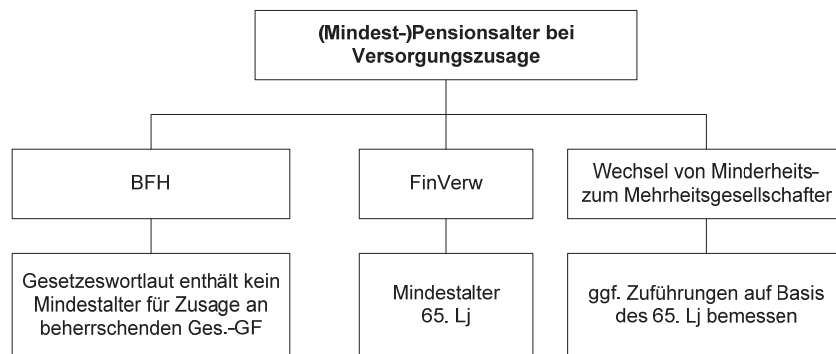 (Mindest-)Pensionsalter bei
Versorgungszusage
BFH
FinVerw
Wechsel von Minderheits-
zum Mehrheitsgesellschafter
Gesetzeswortlaut enthält kein
Mindestalter für Zusage an
beherrschenden Ges.-GF
Mindestalter
65. Lj
ggf. Zuführungen auf Basis
des 65. Lj bemessen